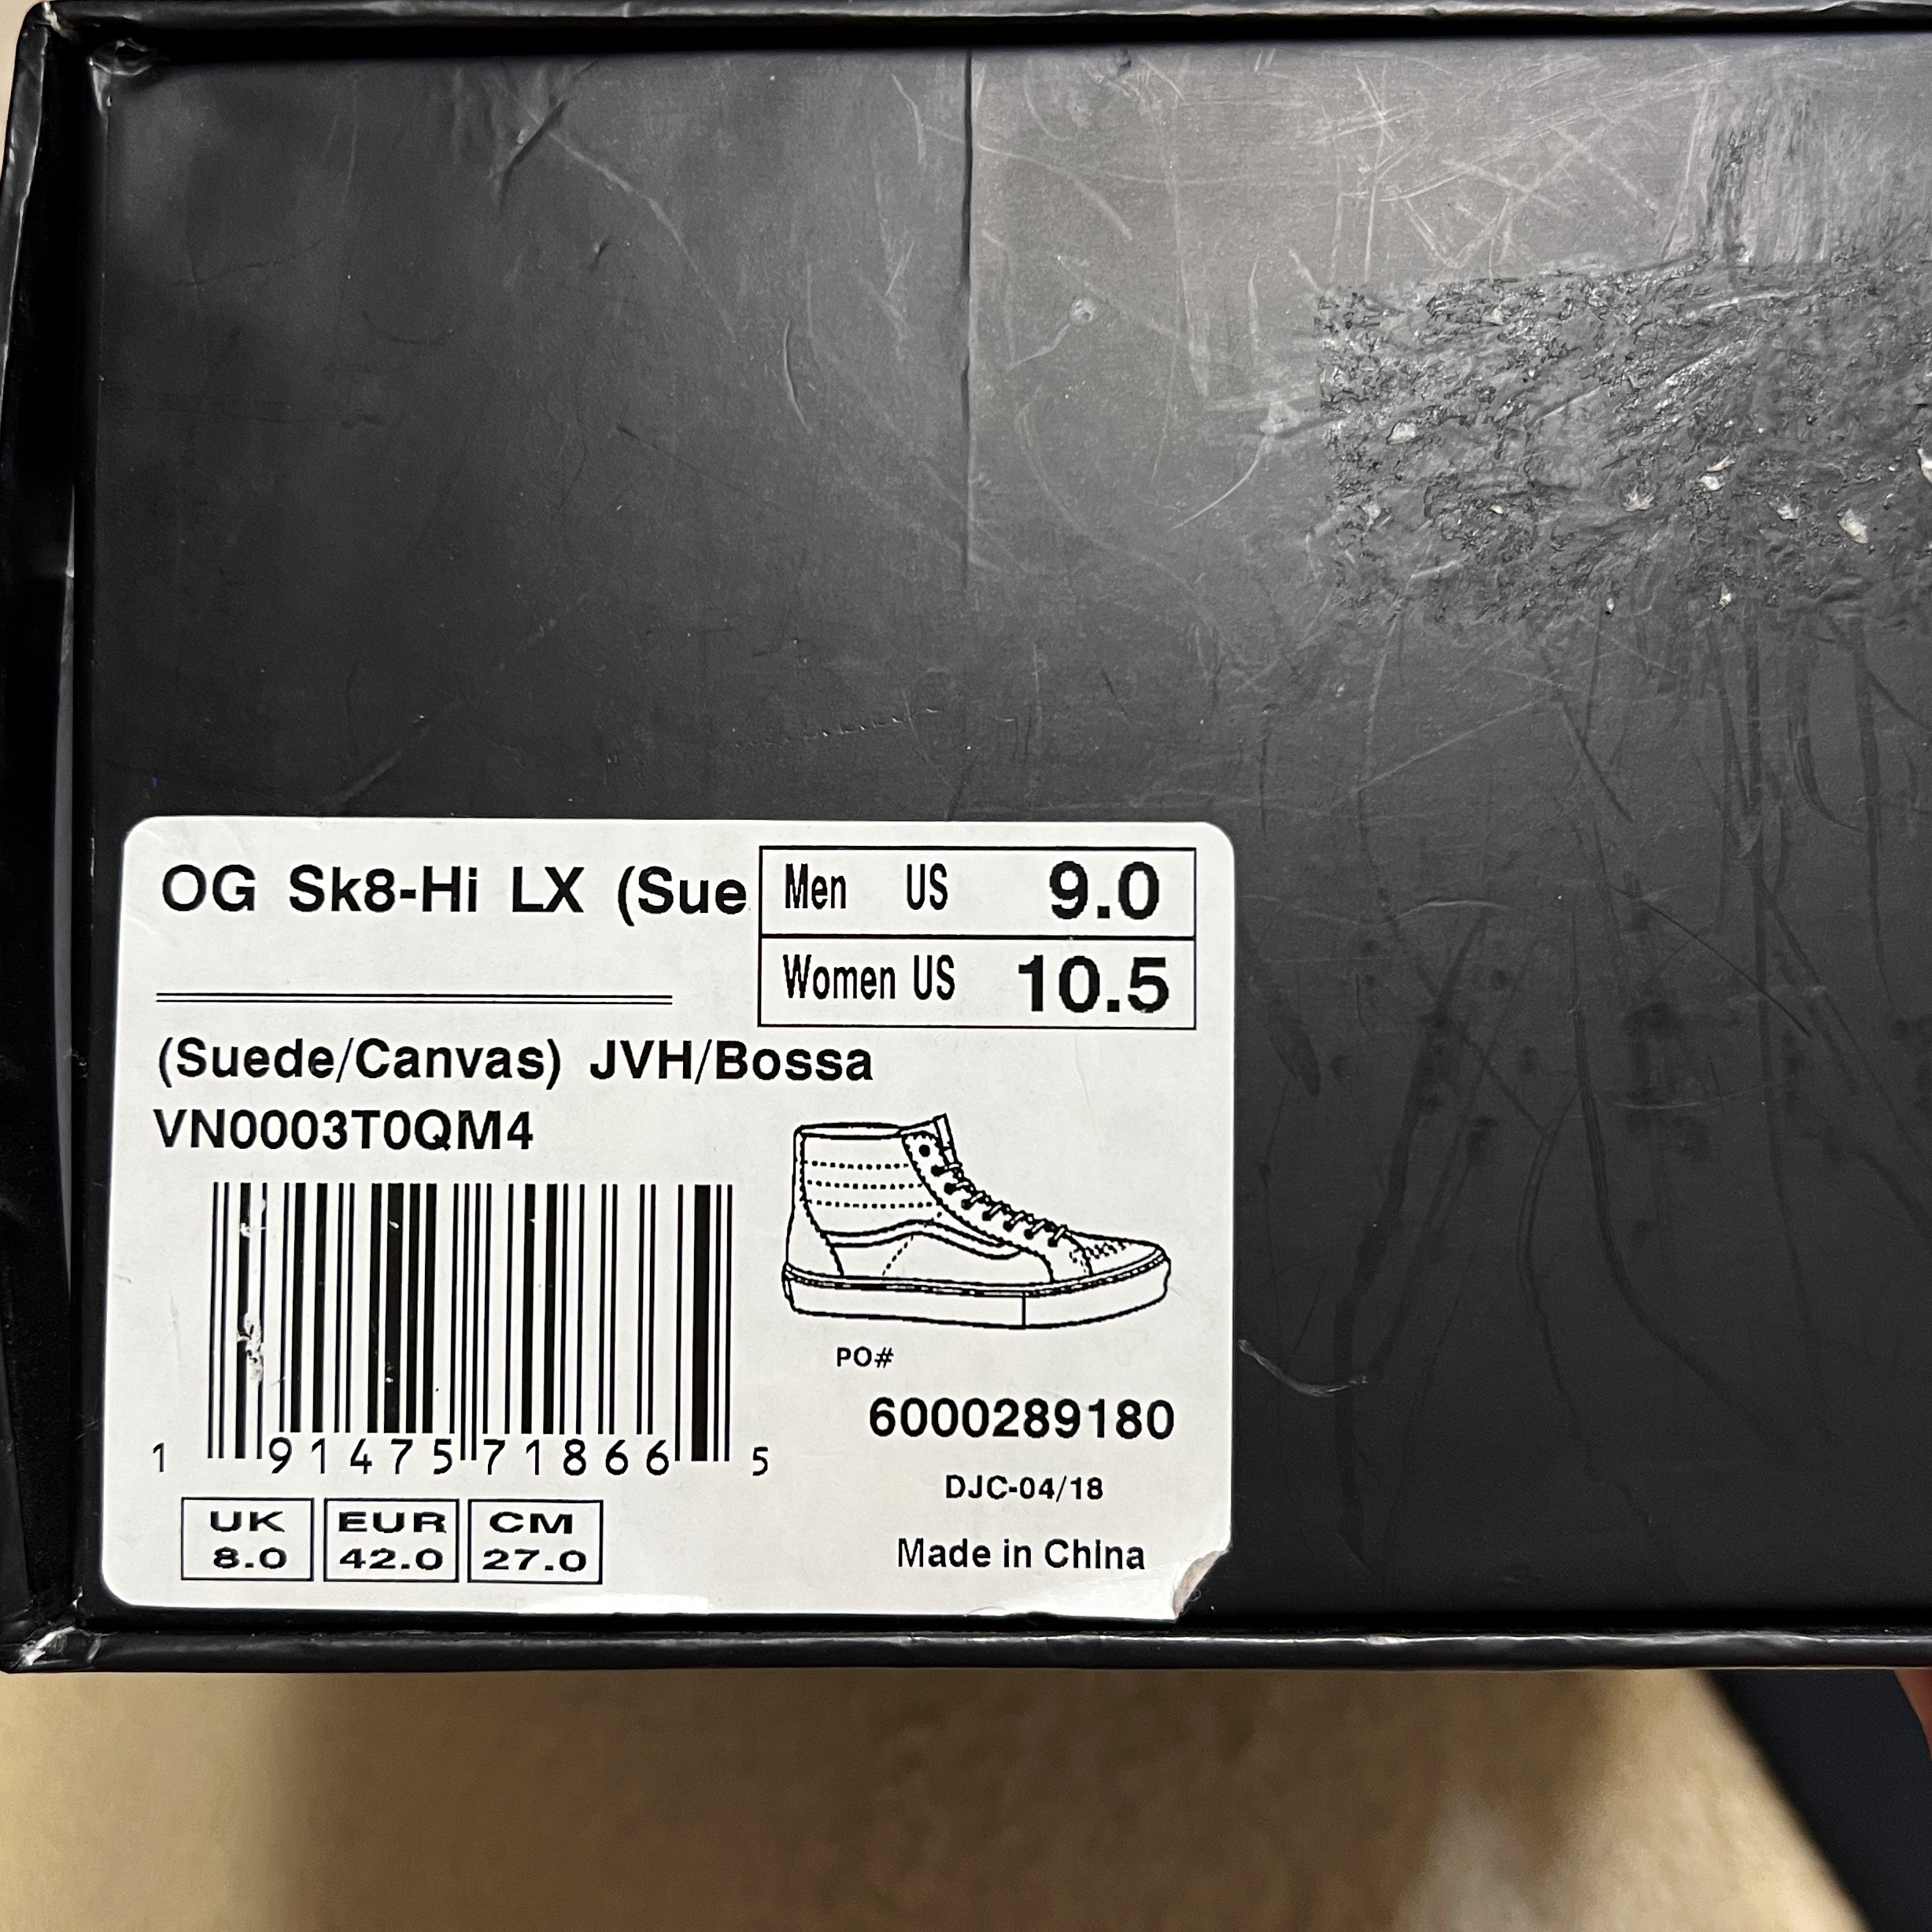 OG Sk8-Hi LX (Sue
Men US 9.0
Women US 10.5
(Suede/Canvas) JVH/Bossa
VN0003T0QM4
1 91475 71866 5
PO#
6000289180
DJC-04/18
Made in China
UK 8.0
EUR 42.0
CM 27.0